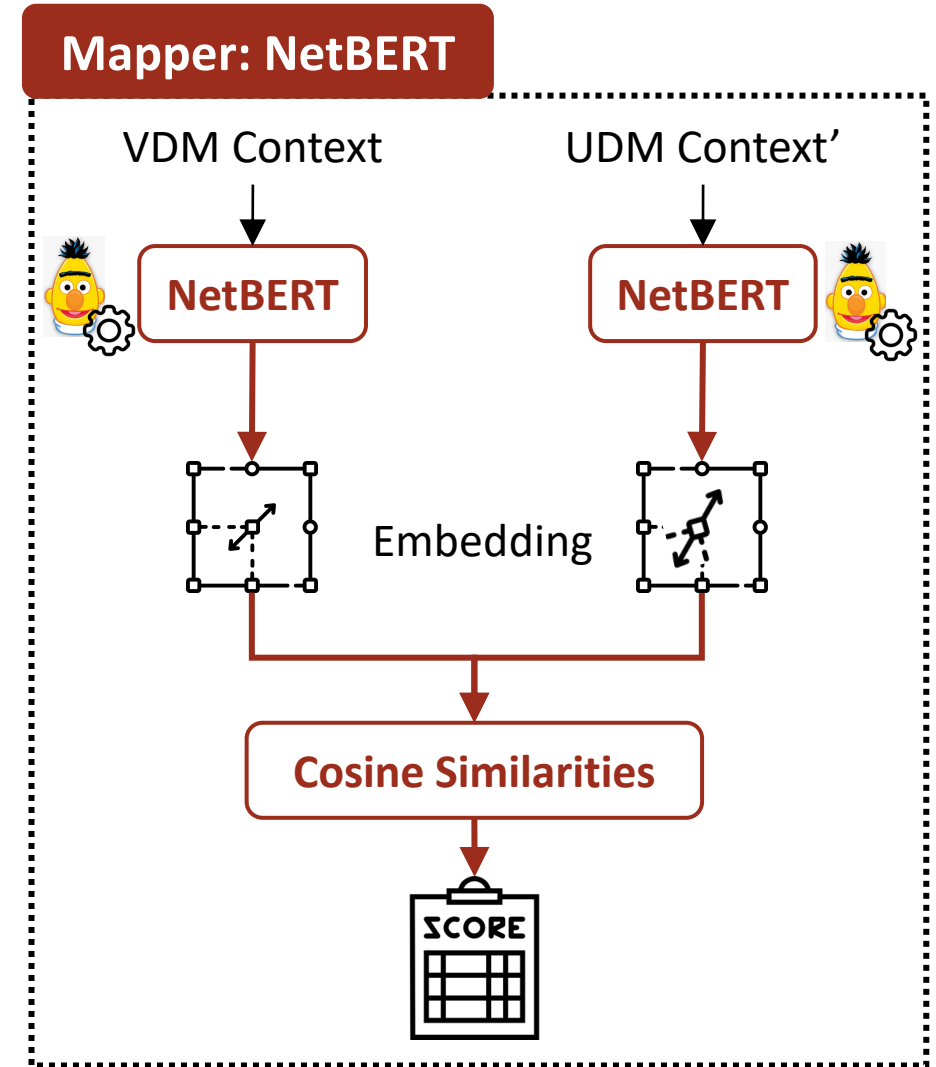 Mapper: NetBERT
VDM Context
UDM Context’
NetBERT
NetBERT
Embedding
Cosine Similarities
SCORE